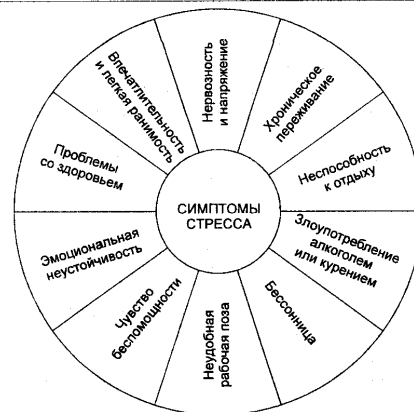 СИМПТОМЫ
СТРЕССА
Нервозность
и напряжение
Хроническое
переживание
Неспособность
к отдыху
Злоупотребление
алкоголем
или курением
Бессонница
Неудобная
рабочая поза
Чувство
беспомощности
Эмоциональная
неустойчивость
Проблемы
со здоровьем
Впечатлительность
и легкая ранимость